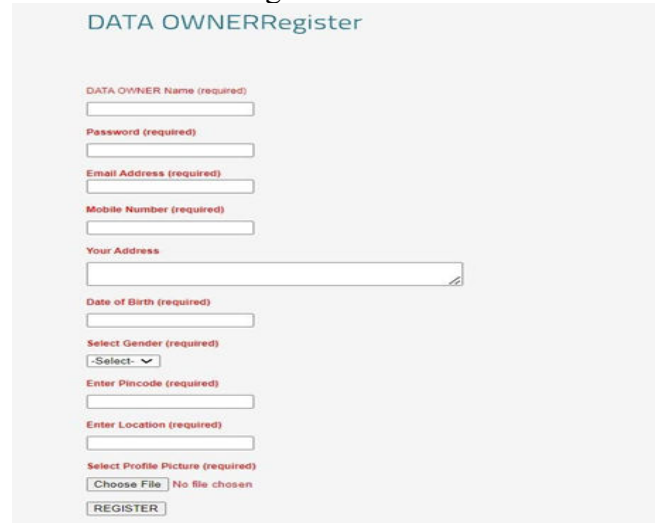 DATA OWNERRegister
DATA OWNER Name (required)
Password (required)
Email Address (required)
Mobile Number (required)
Your Address
Date of Birth (required)
Select Gender (required)
-Select-
Enter Pincode (required)
Enter Location (required)
Select Profile Picture (required)
Choose File No file chosen
REGISTER